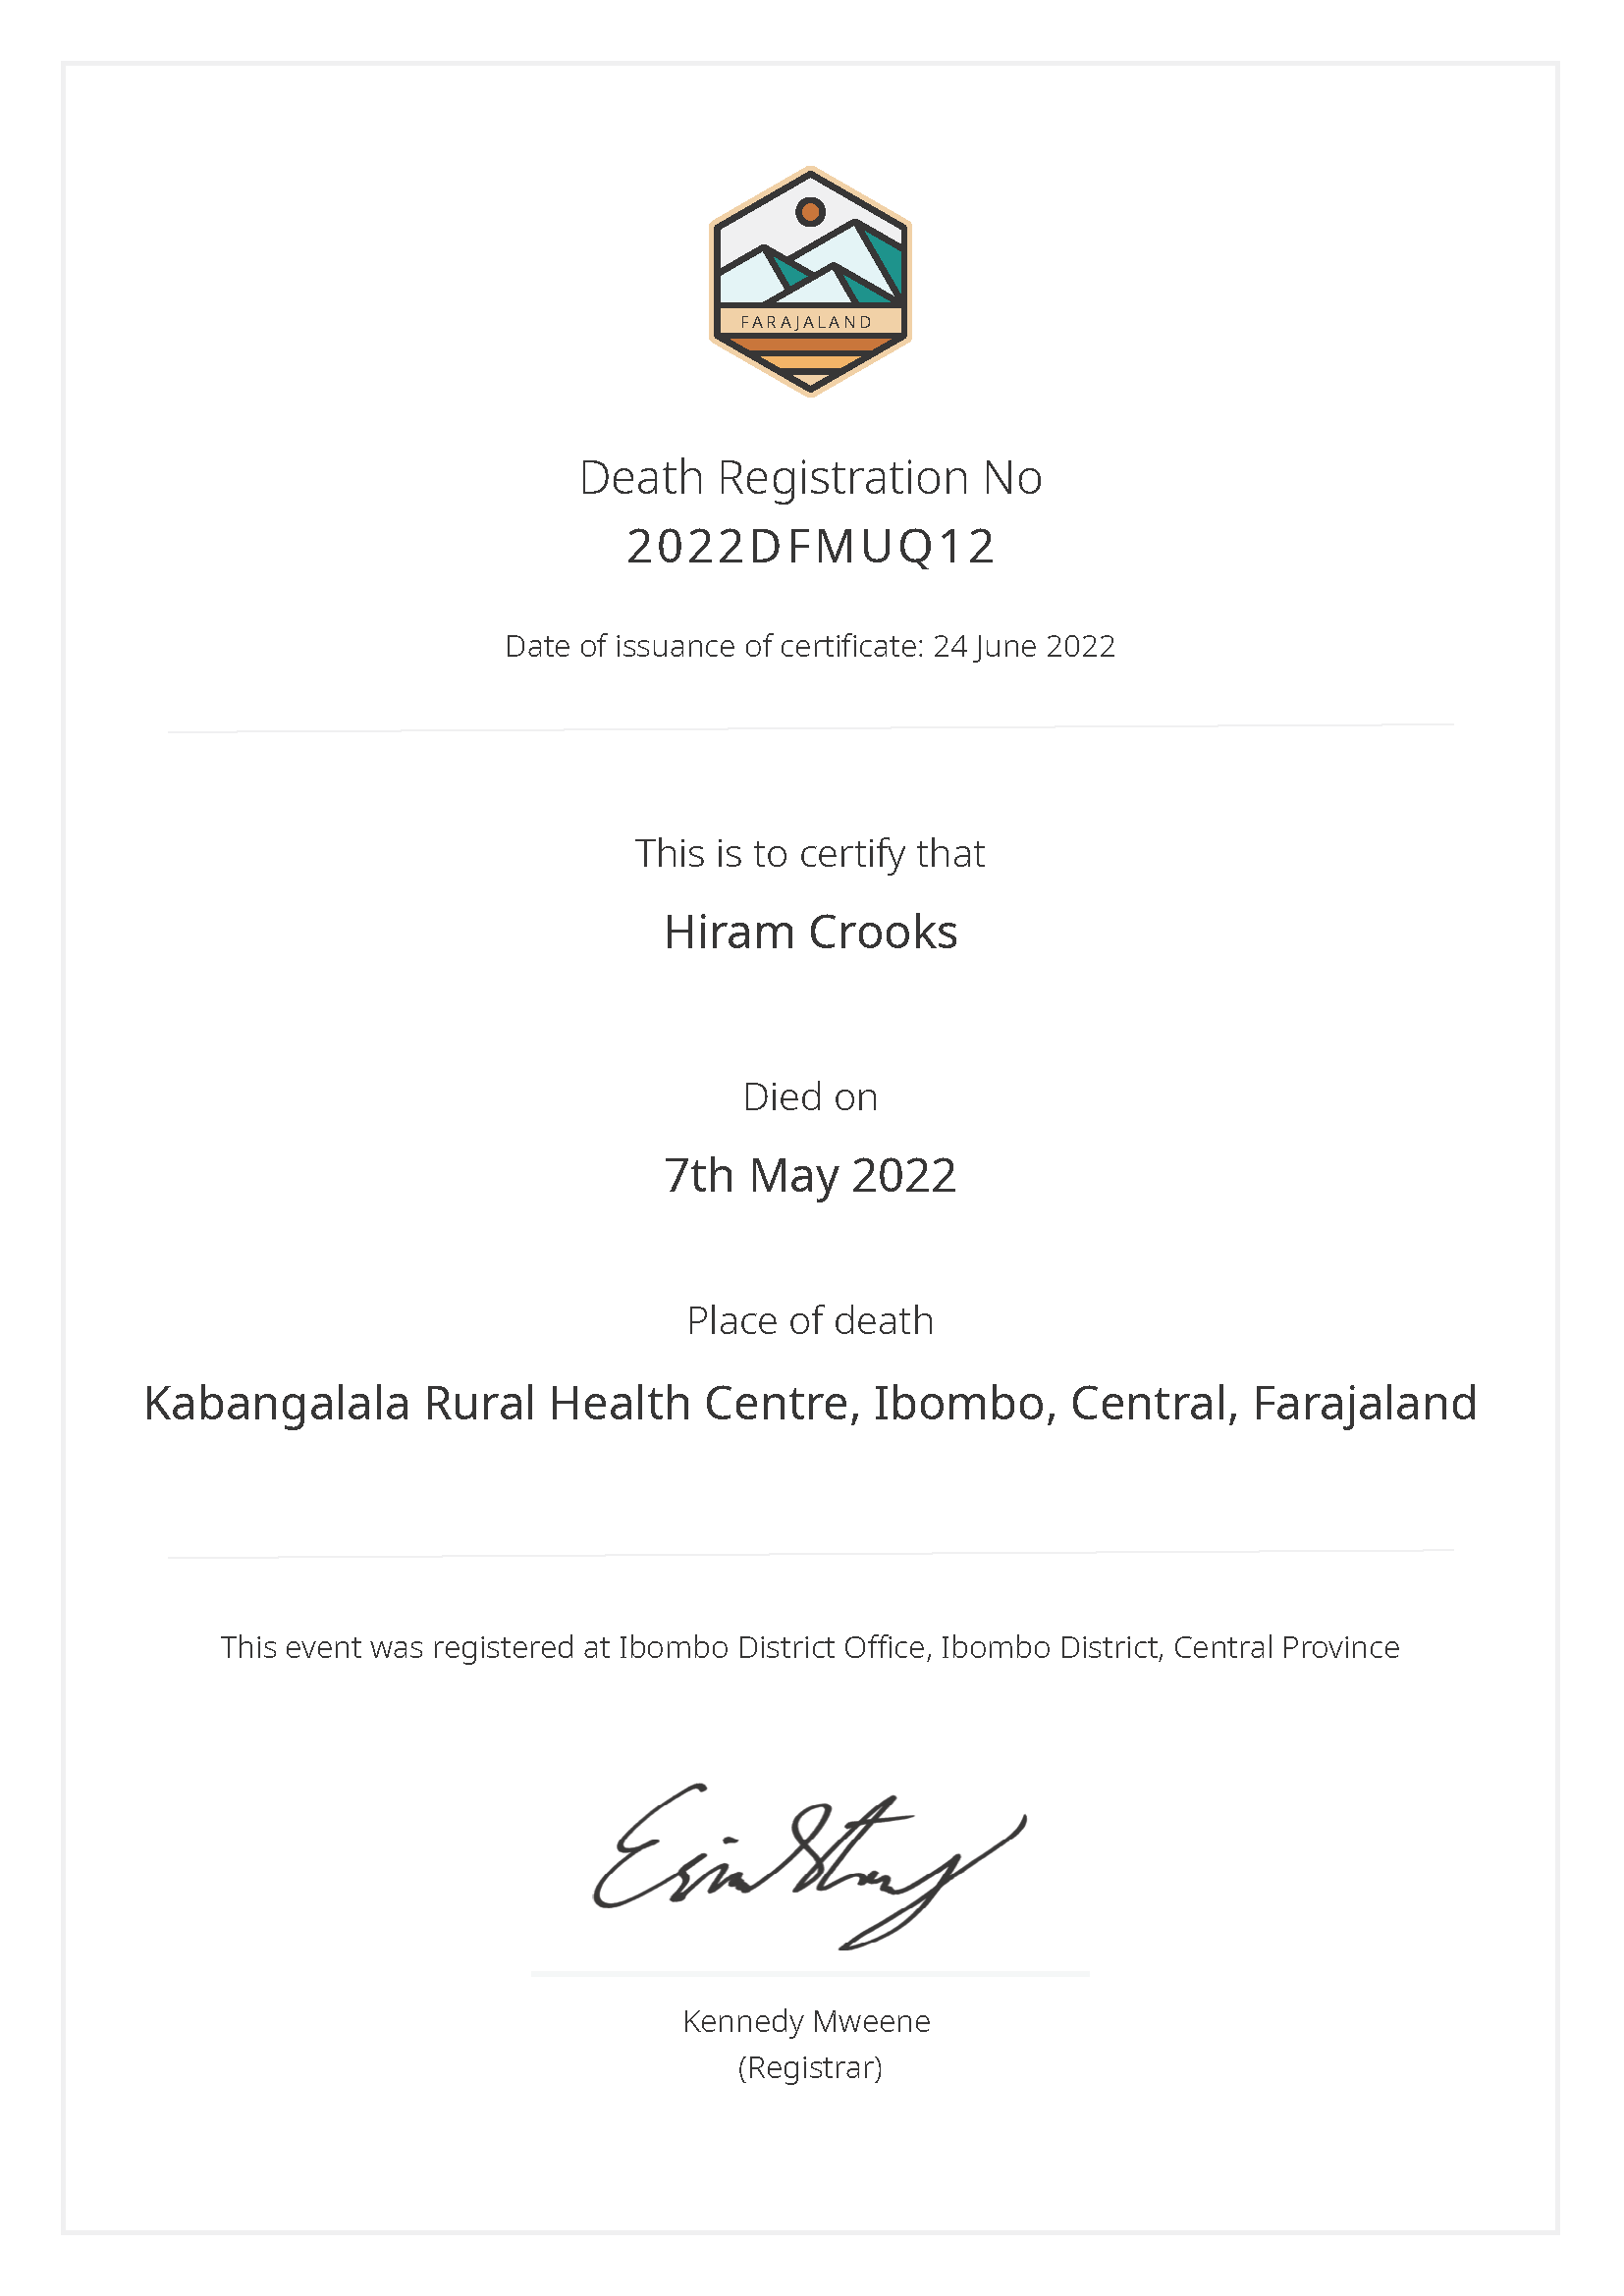 FARAJALAND
Death Registration No
2022DFMUQ12
Date of issuance of certificate: 24 June 2022
This is to certify that
Hiram Crooks
Died on
7th May 2022
Place of death
Kabangalala Rural Health Centre, Ibombo, Central, Farajaland
This event was registered at Ibombo District Office, Ibombo District, Central Province
Kennedy Mweene
(Registrar)